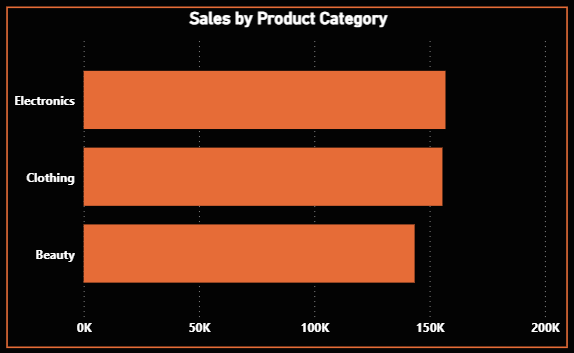 Sales by Product Category
Electronics
Clothing
Beauty
0K 50K 100K 150K 200K